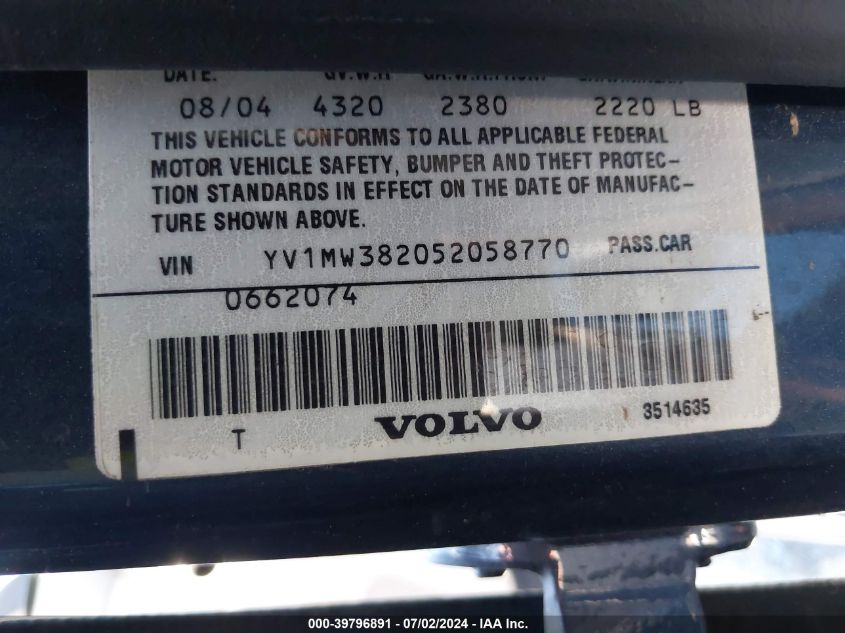 DATE:
08/04 4320 2380 2220 LB
THIS VEHICLE CONFORMS TO ALL APPLICABLE FEDERAL
MOTOR VEHICLE SAFETY, BUMPER AND THEFT PROTEC-
TION STANDARDS IN EFFECT ON THE DATE OF MANUFAC-
TURE SHOWN ABOVE.
VIN YV1MW382052058770 PASS.CAR
0662074
T VOLVO 3514635
000-39796891 - 07/02/2024 - IAA Inc.